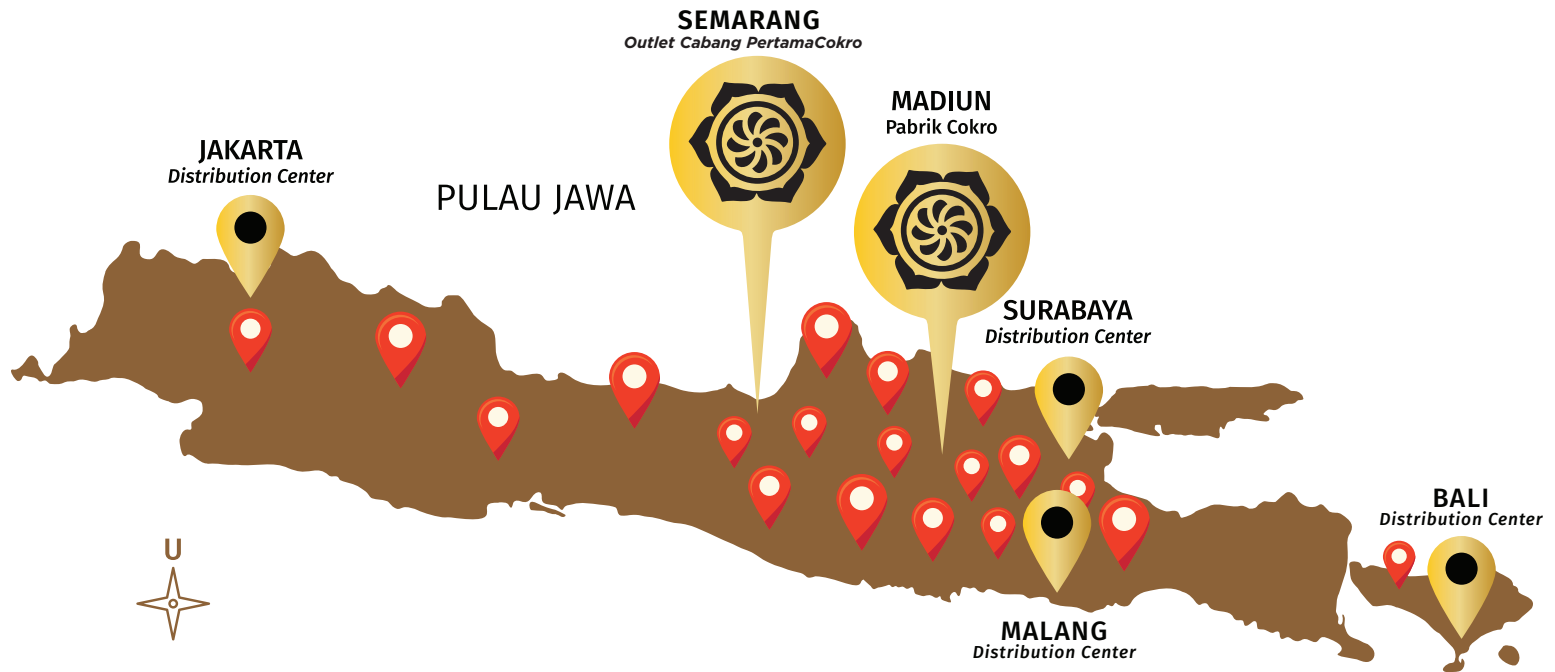 SEMARANG
Outlet Cabang PertamaCokro
MADIUN
Pabrik Cokro
JAKARTA
Distribution Center
PULAU JAWA
SURABAYA
Distribution Center
BALI
Distribution Center
U
MALANG
Distribution Center